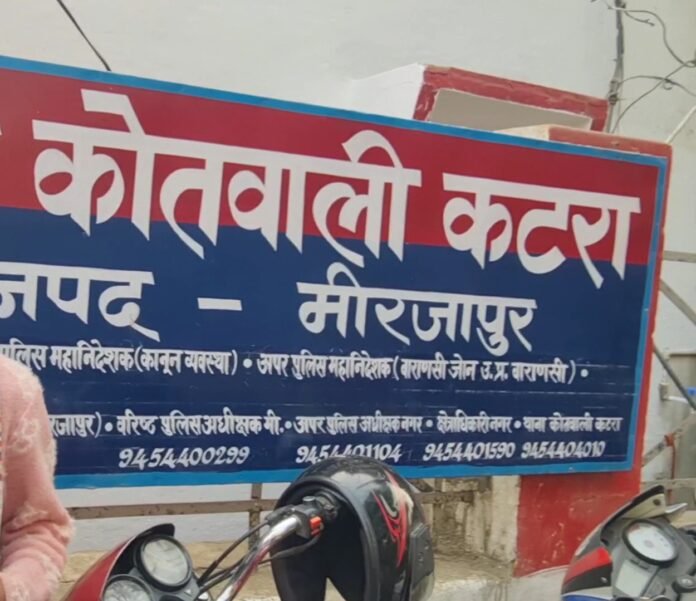 कोतवाली कटरा
जपद - मीरजापुर
पुलिस महानिदेशक (कानून व्यवस्था) • अपर पुलिस महानिदेशक ( वाराणसी जोन उ.प्र. वाराणसी ) •
रजापुर) • वरिष्ट पुलिस अधीक्षक मी. • अपर पुलिस अधीक्षक नगर • क्षेत्राधिकारी नगर • थाना कोतवाली कटरा
9454400299 9454401104 9454401590 9454404010